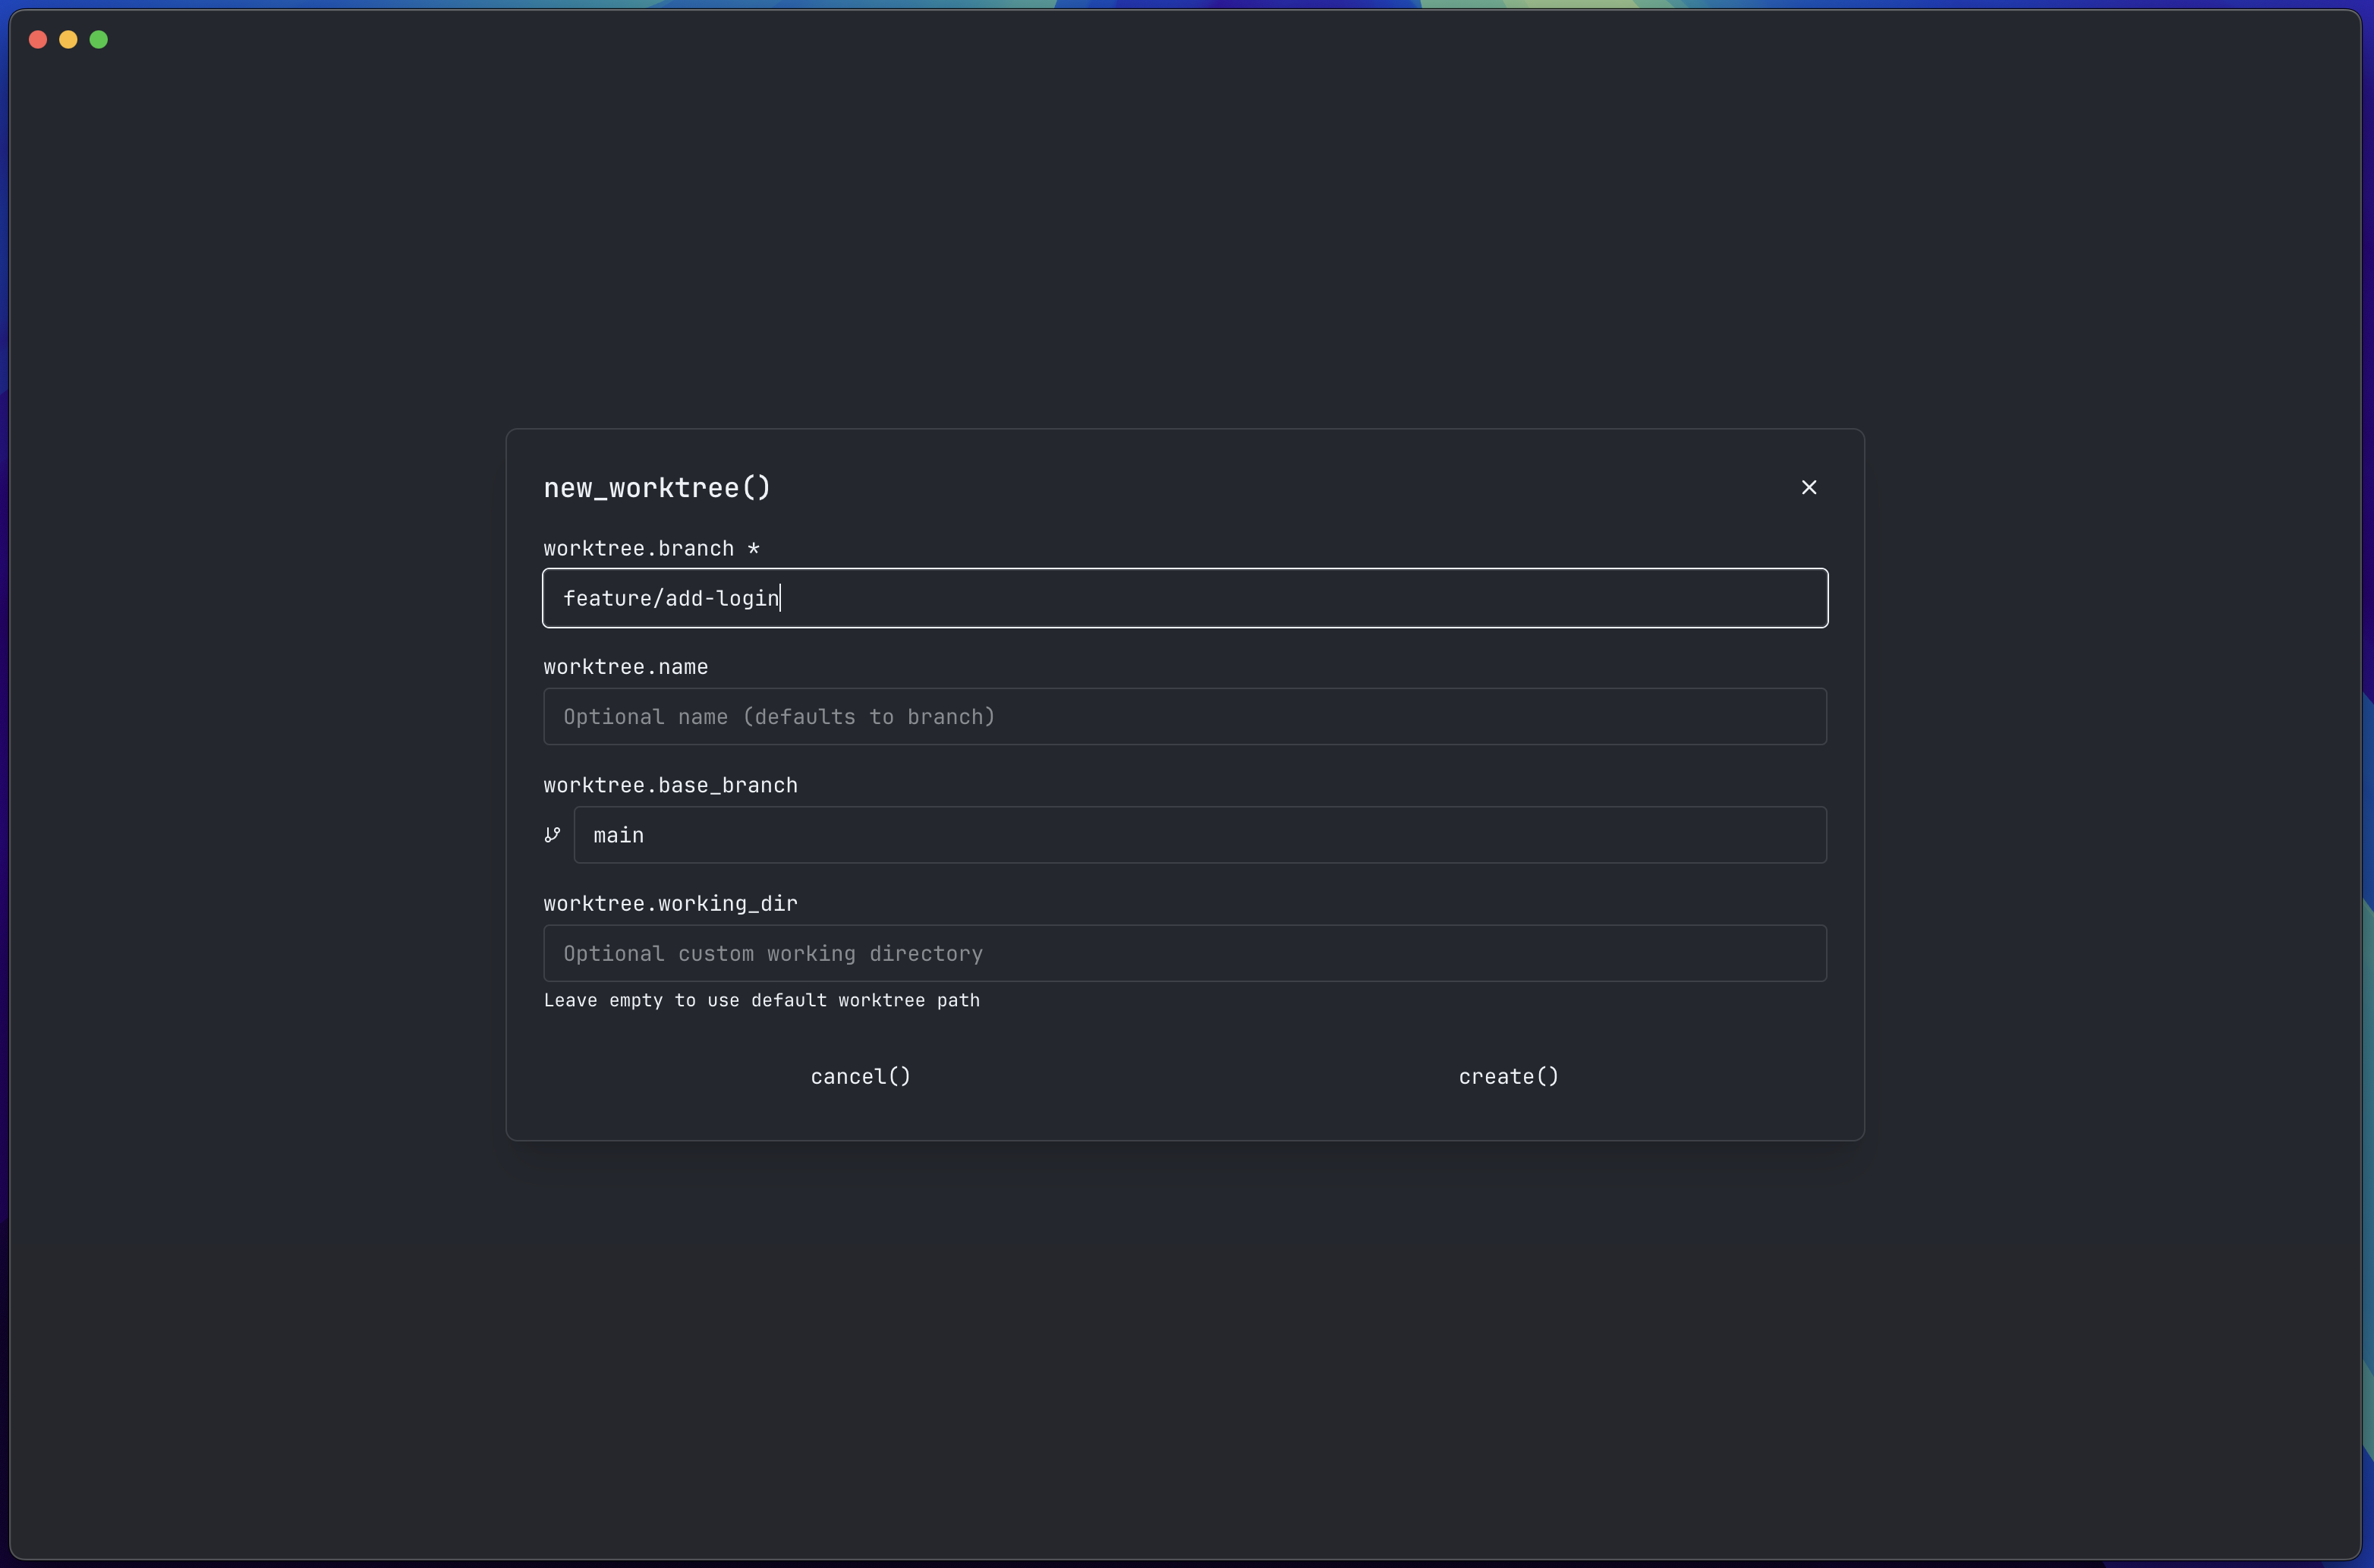 new_worktree()
worktree.branch *
feature/add-login
worktree.name
Optional name (defaults to branch)
worktree.base_branch
main
worktree.working_dir
Optional custom working directory
Leave empty to use default worktree path
cancel() create()